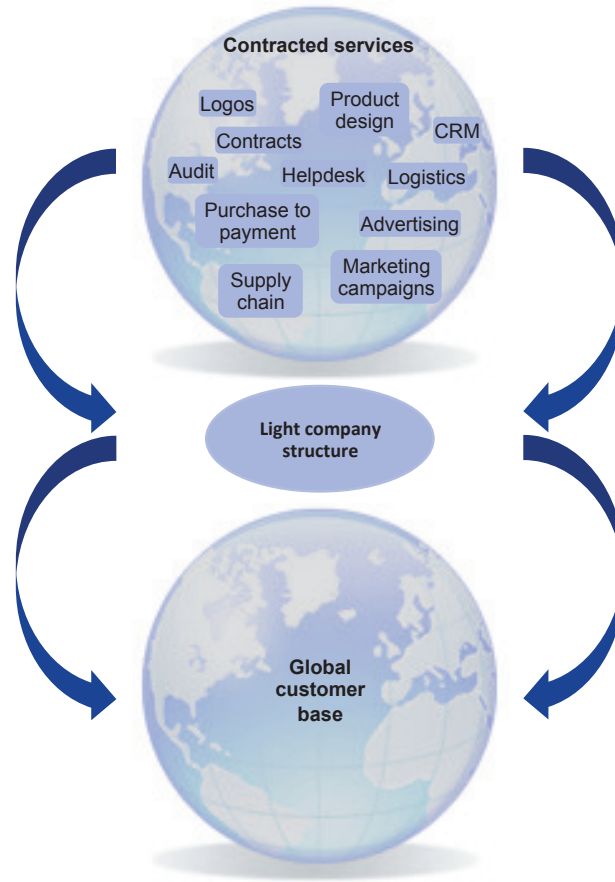 Contracted services
Logos
Product
design
CRM
Contracts
Audit
Helpdesk
Logistics
Purchase to
payment
Advertising
Supply
chain
Marketing
campaigns
Light company
structure
Global
customer
base